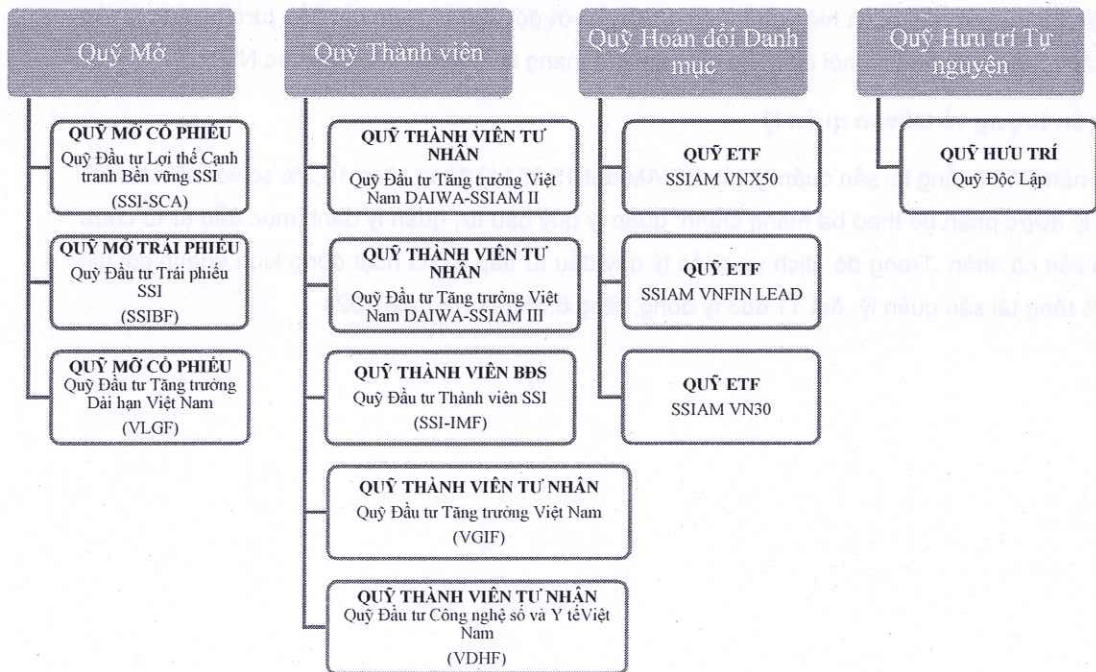 Quỹ Mở
QUỸ MỞ CỔ PHIẾU
Quỹ Đầu tư Lợi thế Cạnh
tranh Bền vững SSI
(SSI-SCA)
QUỸ MỞ TRÁI PHIẾU
Quỹ Đầu tư Trái phiếu
SSI
(SSIBF)
QUỸ MỞ CỔ PHIẾU
Quỹ Đầu tư Tăng trưởng
Dài hạn Việt Nam
(VLGF)
Quỹ Thành viên
QUỸ THÀNH VIÊN TƯ
NHÂN
Quỹ Đầu tư Tăng trưởng Việt
Nam DAIWA-SSIAM II
QUỸ THÀNH VIÊN TƯ
NHÂN
Quỹ Đầu tư Tăng trưởng Việt
Nam DAIWA-SSIAM III
QUỸ THÀNH VIÊN BĐS
Quỹ Đầu tư Thành viên SSI
(SSI-IMF)
QUỸ THÀNH VIÊN TƯ NHÂN
Quỹ Đầu tư Tăng trưởng Việt Nam
(VGIF)
QUỸ THÀNH VIÊN TƯ NHÂN
Quỹ Đầu tư Công nghệ số và Y tếViệt
Nam
(VDHF)
Quỹ Hoán đổi Danh
mục
QUỸ ETF
SSIAM VNX50
QUỸ ETF
SSIAM VNFIN LEAD
QUỸ ETF
SSIAM VN30
Quỹ Hưu trí Tự
nguyện
QUỸ HƯU TRÍ
Quỹ Độc Lập